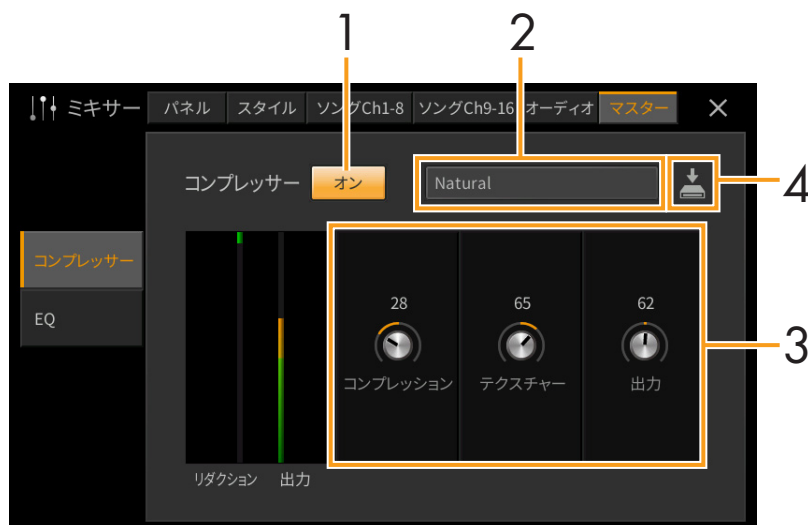 1
2
ミキサー
パネル
スタイル
ソングCh1-8
ソングCh9-16
オーディオ
マスター
コンプレッサー
オン
Natural
4
コンプレッサー
EQ
28
65
62
コンプレッション
テクスチャー
出力
3
リダクション
出力